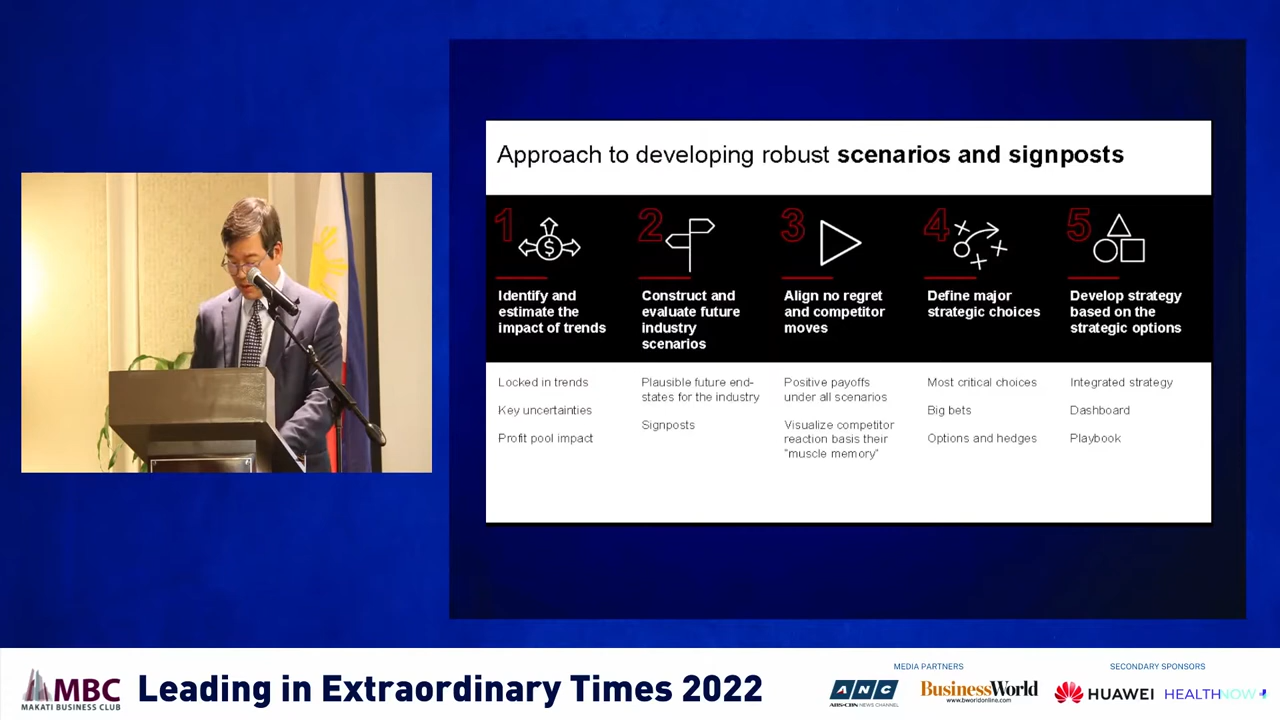 Approach to developing robust scenarios and signposts
1
2
3
4
5
$
Identify and
estimate the
impact of trends
Construct and
evaluate future
industry
scenarios
Align no regret
and competitor
moves
Define major
strategic choices
Develop strategy
based on the
strategic options
Locked in trends
Key uncertainties
Profit pool impact
Plausible future end-
states for the industry
Signposts
Positive payoffs
under all scenarios
Visualize competitor
reaction basis their
"muscle memory"
Most critical choices
Big bets
Options and hedges
Integrated strategy
Dashboard
Playbook
MBC
MAKATI BUSINESS CLUB
Leading in Extraordinary Times 2022
MEDIA PARTNERS
ANC
ABS-CBN NEWS CHANNEL
BusinessWorld
www.bworldonline.com
SECONDARY SPONSORS
HUAWEI
HEALTHNOW